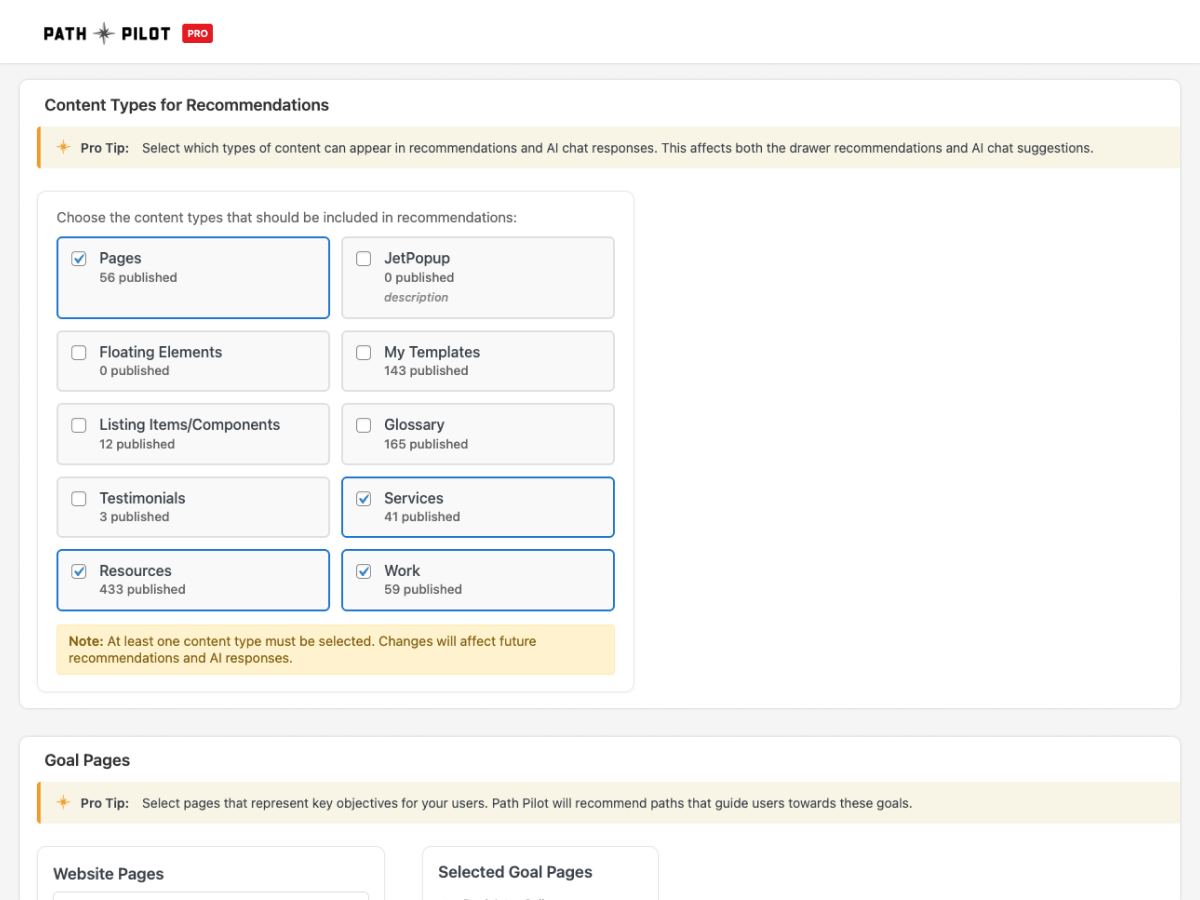 PATH PILOT PRO
Content Types for Recommendations
Pro Tip: Select which types of content can appear in recommendations and AI chat responses. This affects both the drawer recommendations and AI chat suggestions.
Choose the content types that should be included in recommendations:
Pages
56 published
JetPopup
0 published
description
Floating Elements
0 published
My Templates
143 published
Listing Items/Components
12 published
Glossary
165 published
Testimonials
3 published
Services
41 published
Resources
433 published
Work
59 published
Note: At least one content type must be selected. Changes will affect future
recommendations and AI responses.
Goal Pages
Pro Tip: Select pages that represent key objectives for your users. Path Pilot will recommend paths that guide users towards these goals.
Website Pages
Selected Goal Pages